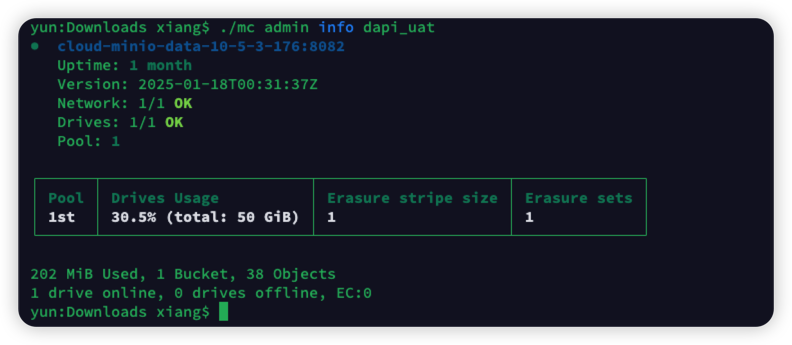 yun:Downloads xiang$ ./mc admin info dapi_uat
● cloud-minio-data-10-5-3-176:8082
Uptime: 1 month
Version: 2025-01-18T00:31:37Z
Network: 1/1 OK
Drives: 1/1 OK
Pool: 1
Pool Drives Usage Erasure stripe size Erasure sets
1st 30.5% (total: 50 GiB) 1 1
202 MiB Used, 1 Bucket, 38 Objects
1 drive online, 0 drives offline, EC:0
yun:Downloads xiang$